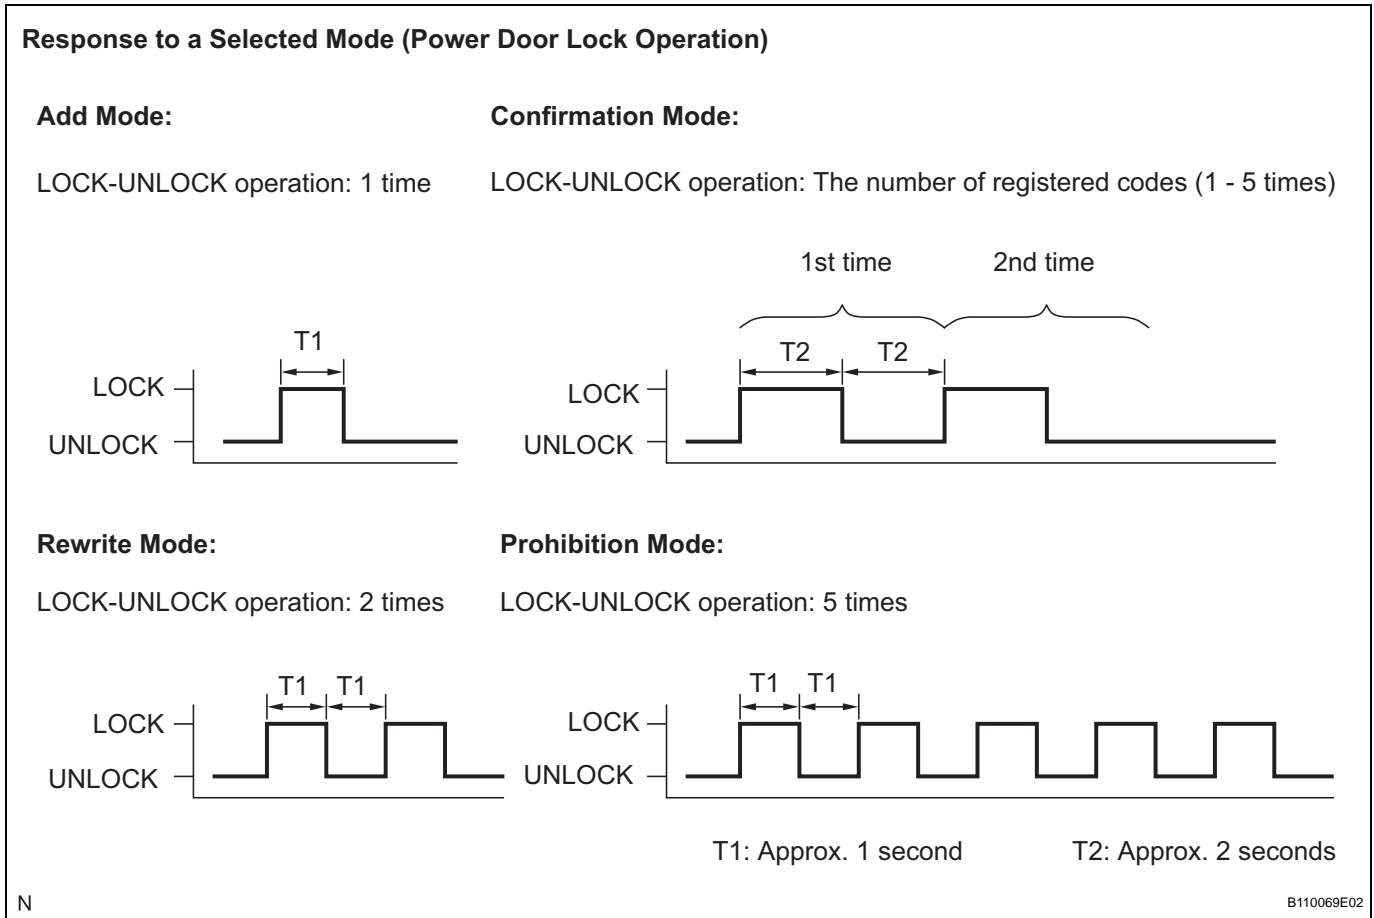 Response to a Selected Mode (Power Door Lock Operation)
Add Mode:
LOCK-UNLOCK operation: 1 time
T1
LOCK
UNLOCK
Confirmation Mode:
LOCK-UNLOCK operation: The number of registered codes (1 - 5 times)
1st time 2nd time
T2 T2
LOCK
UNLOCK
Rewrite Mode:
LOCK-UNLOCK operation: 2 times
T1 T1
LOCK
UNLOCK
Prohibition Mode:
LOCK-UNLOCK operation: 5 times
T1 T1
LOCK
UNLOCK
T1: Approx. 1 second T2: Approx. 2 seconds
N B110069E02